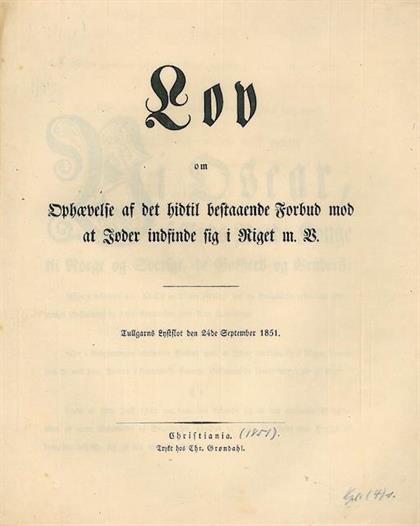 Lov
om
Ophævelse af det hidtil bestaaende Forbud mod
at Jøder indfinde sig i Riget m. V.
Tullgarns Lystslot den 24de September 1851.
Christiania. (1851).
Trykt hos Chr. Grøndahl.